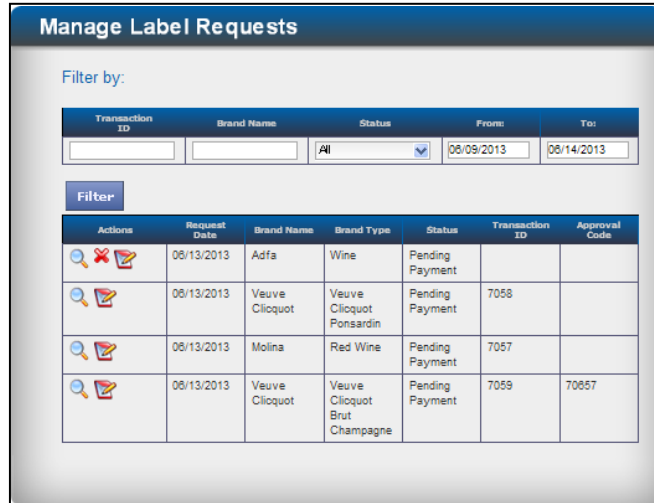 Manage Label Requests
Filter by:
Transaction ID Brand Name Status From: To:
All 06/09/2013 06/14/2013
Filter
Actions Request Date Brand Name Brand Type Status Transaction ID Approval Code
06/13/2013 Adfa Wine Pending Payment
06/13/2013 Veuve Clicquot Veuve Clicquot Ponsardin Pending Payment 7058
06/13/2013 Molina Red Wine Pending Payment 7057
06/13/2013 Veuve Clicquot Veuve Clicquot Brut Champagne Pending Payment 7059 70657